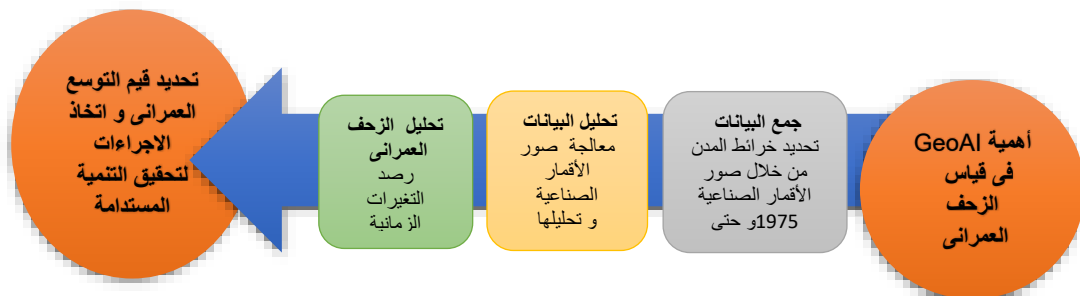 أهمية GeoAI
فى قياس
الزحف
العمرانى
جمع البيانات
تحديد خرائط المدن
من خلال صور
الأقمار الصناعية
1975و حتى
تحليل البيانات
معالجة صور
الأقمار
الصناعية
و تحليلها
تحليل الزحف
العمرانى
رصد
التغيرات
الزمانية
تحديد قيم التوسع
العمرانى و اتخاذ
الاجراءات
لتحقيق التنمية
المستدامة